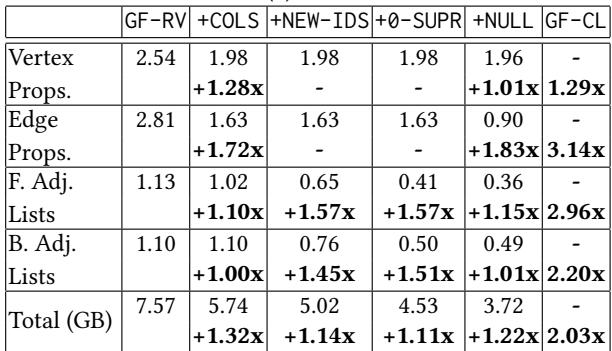 GF-RV +COLS +NEW-IDS +0-SUPR +NULL GF-CL
Vertex 2.54 1.98 1.98 1.98 1.96 -
Props. +1.28x - - +1.01x 1.29x
Edge 2.81 1.63 1.63 1.63 0.90 -
Props. +1.72x - - +1.83x 3.14x
F. Adj. 1.13 1.02 0.65 0.41 0.36 -
Lists +1.10x +1.57x +1.57x +1.15x 2.96x
B. Adj. 1.10 1.10 0.76 0.50 0.49 -
Lists +1.00x +1.45x +1.51x +1.01x 2.20x
Total (GB) 7.57 5.74 5.02 4.53 3.72 -
+1.32x +1.14x +1.11x +1.22x 2.03x